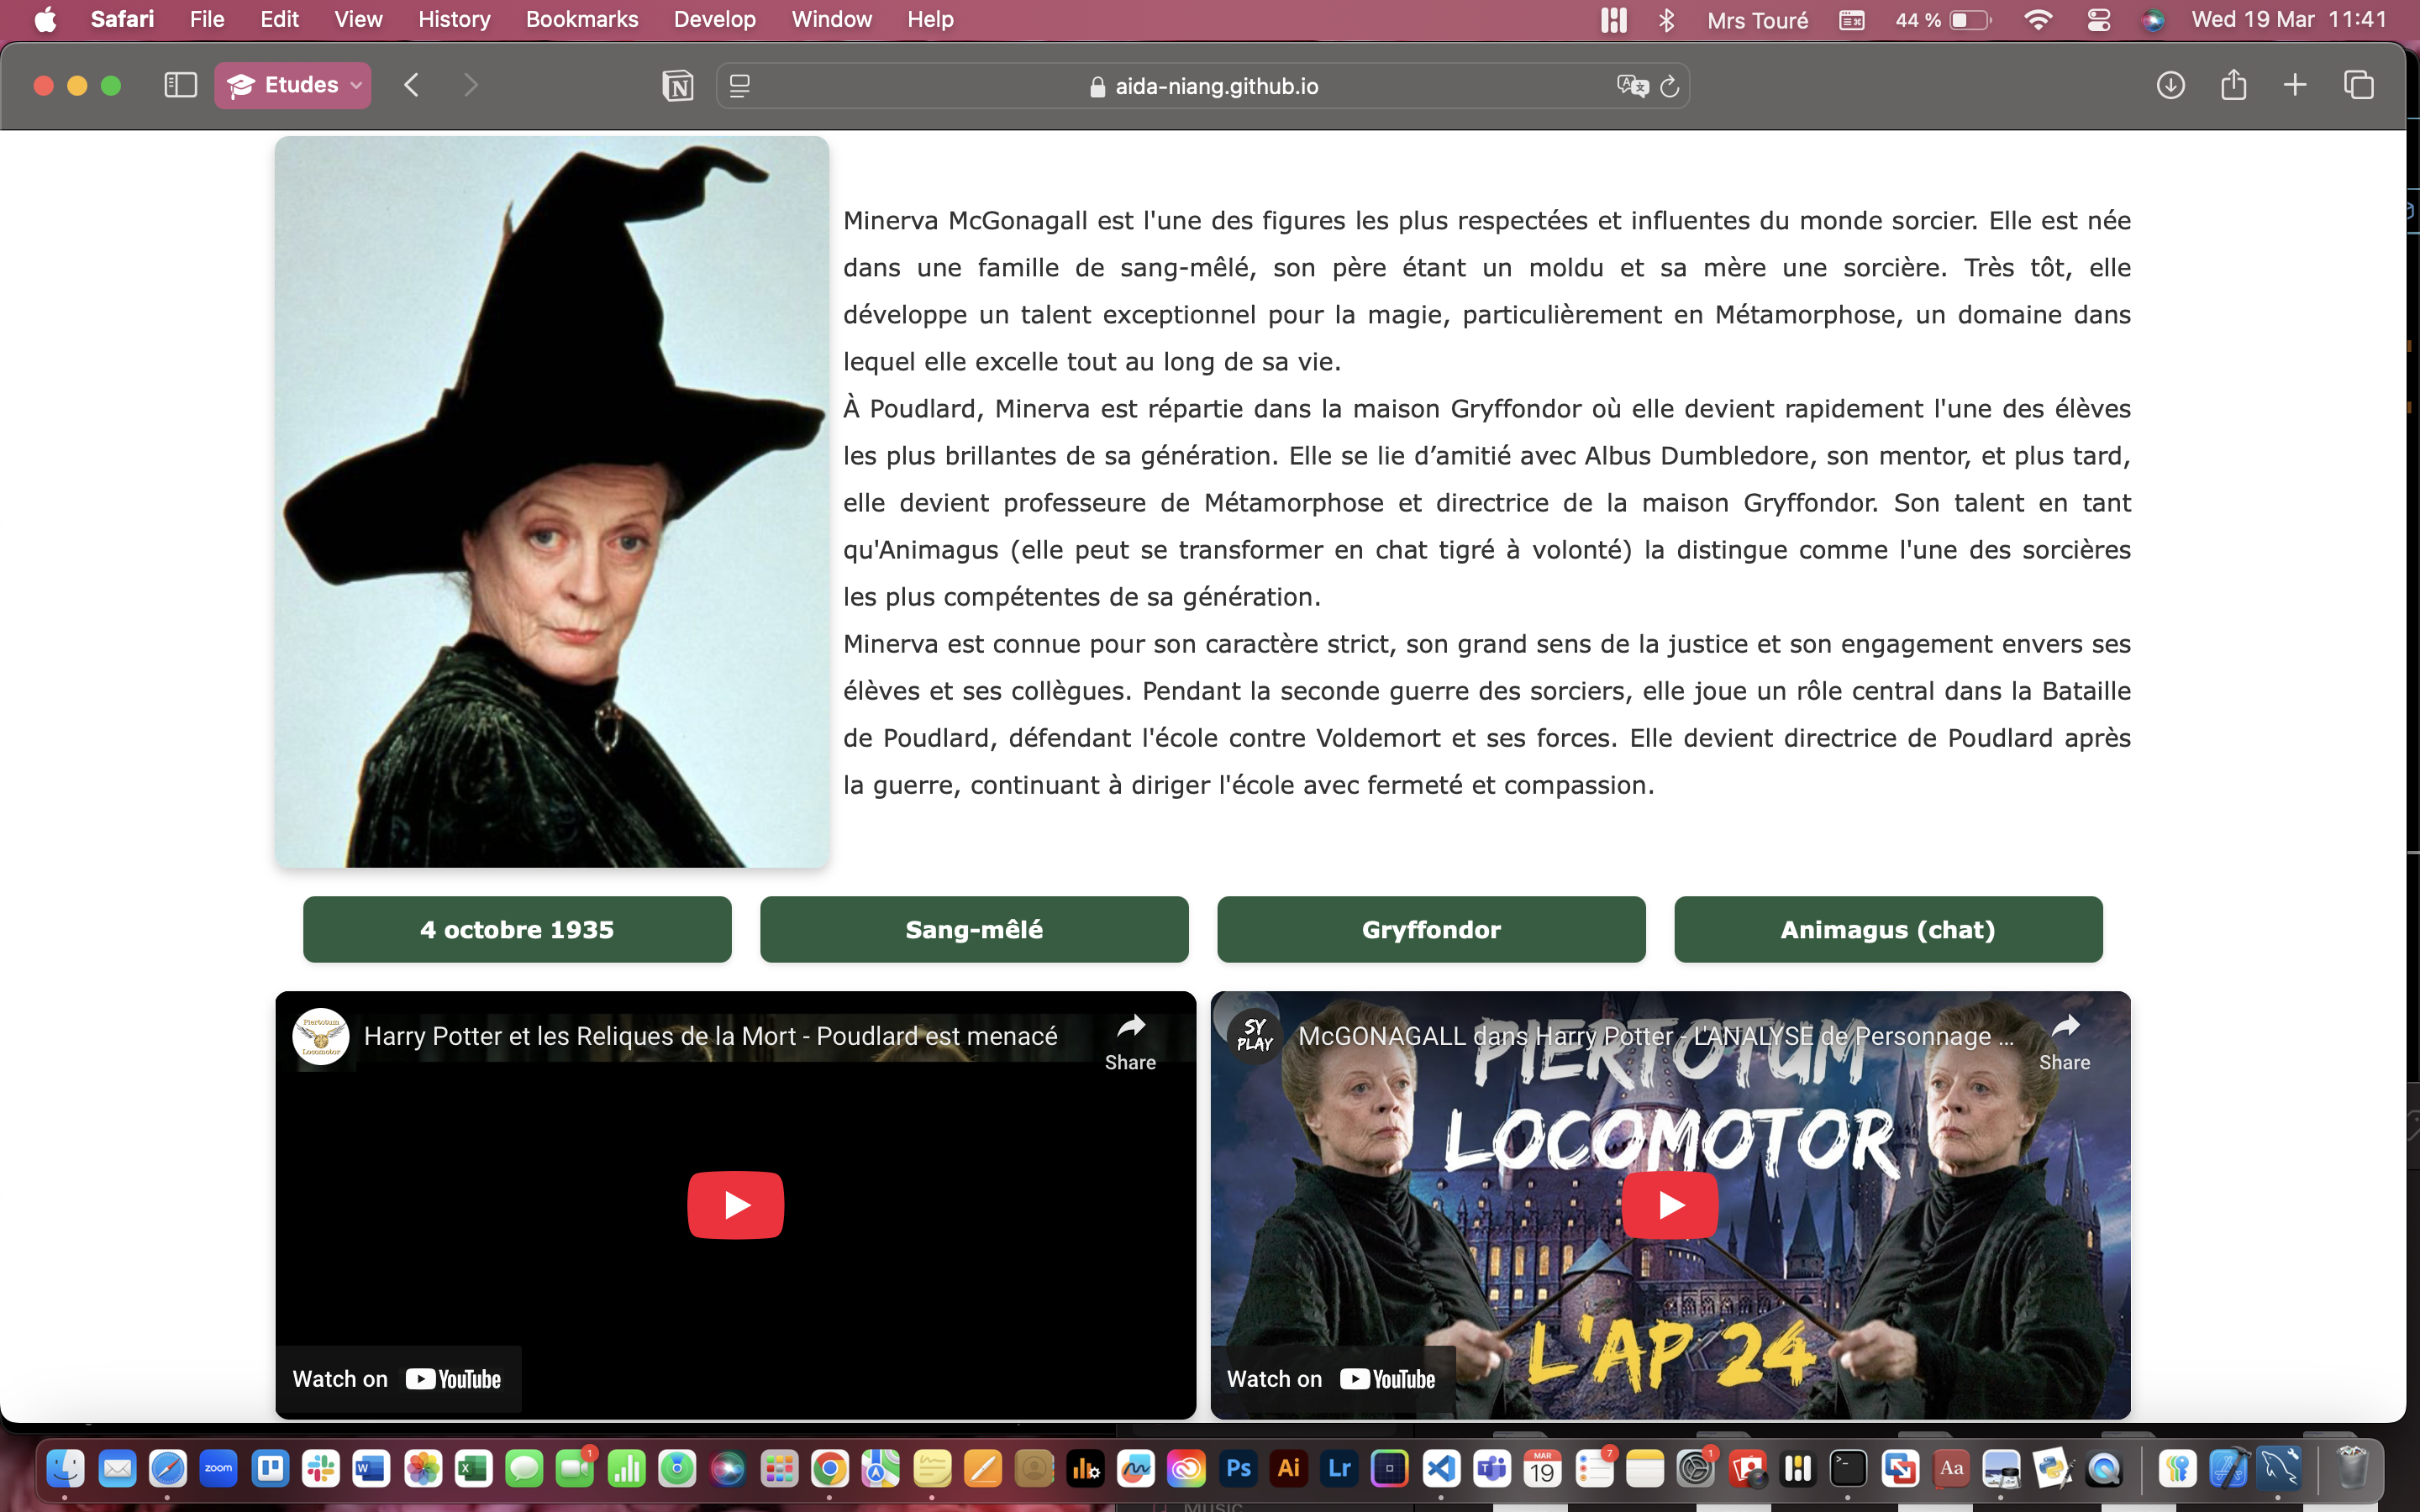 Safari File Edit View History Bookmarks Develop Window Help Mrs Touré 44 % Wed 19 Mar 11:41
Etudes aida-niang.github.io
Minerva McGonagall est l'une des figures les plus respectées et influentes du monde sorcier. Elle est née
dans une famille de sang-mêlé, son père étant un moldu et sa mère une sorcière. Très tôt, elle
développe un talent exceptionnel pour la magie, particulièrement en Métamorphose, un domaine dans
lequel elle excelle tout au long de sa vie.
À Poudlard, Minerva est répartie dans la maison Gryffondor où elle devient rapidement l'une des élèves
les plus brillantes de sa génération. Elle se lie d’amitié avec Albus Dumbledore, son mentor, et plus tard,
elle devient professeure de Métamorphose et directrice de la maison Gryffondor. Son talent en tant
qu'Animagus (elle peut se transformer en chat tigré à volonté) la distingue comme l'une des sorcières
les plus compétentes de sa génération.
Minerva est connue pour son caractère strict, son grand sens de la justice et son engagement envers ses
élèves et ses collègues. Pendant la seconde guerre des sorciers, elle joue un rôle central dans la Bataille
de Poudlard, défendant l'école contre Voldemort et ses forces. Elle devient directrice de Poudlard après
la guerre, continuant à diriger l'école avec fermeté et compassion.
4 octobre 1935
Sang-mêlé
Gryffondor
Animagus (chat)
Piertotum
Locomotor
Harry Potter et les Reliques de la Mort - Poudlard est menacé
Share
Watch on YouTube
SY
PLAY
McGONAGALL dans Harry Potter - L'ANALYSE de Personnage ...
Share
PIERTOTUM
LOCOMOTOR
L'AP 24
Watch on YouTube
zoom
W
X
1
Ps
Ai
Lr
MAR
19
7
1
Aa
MUSIC